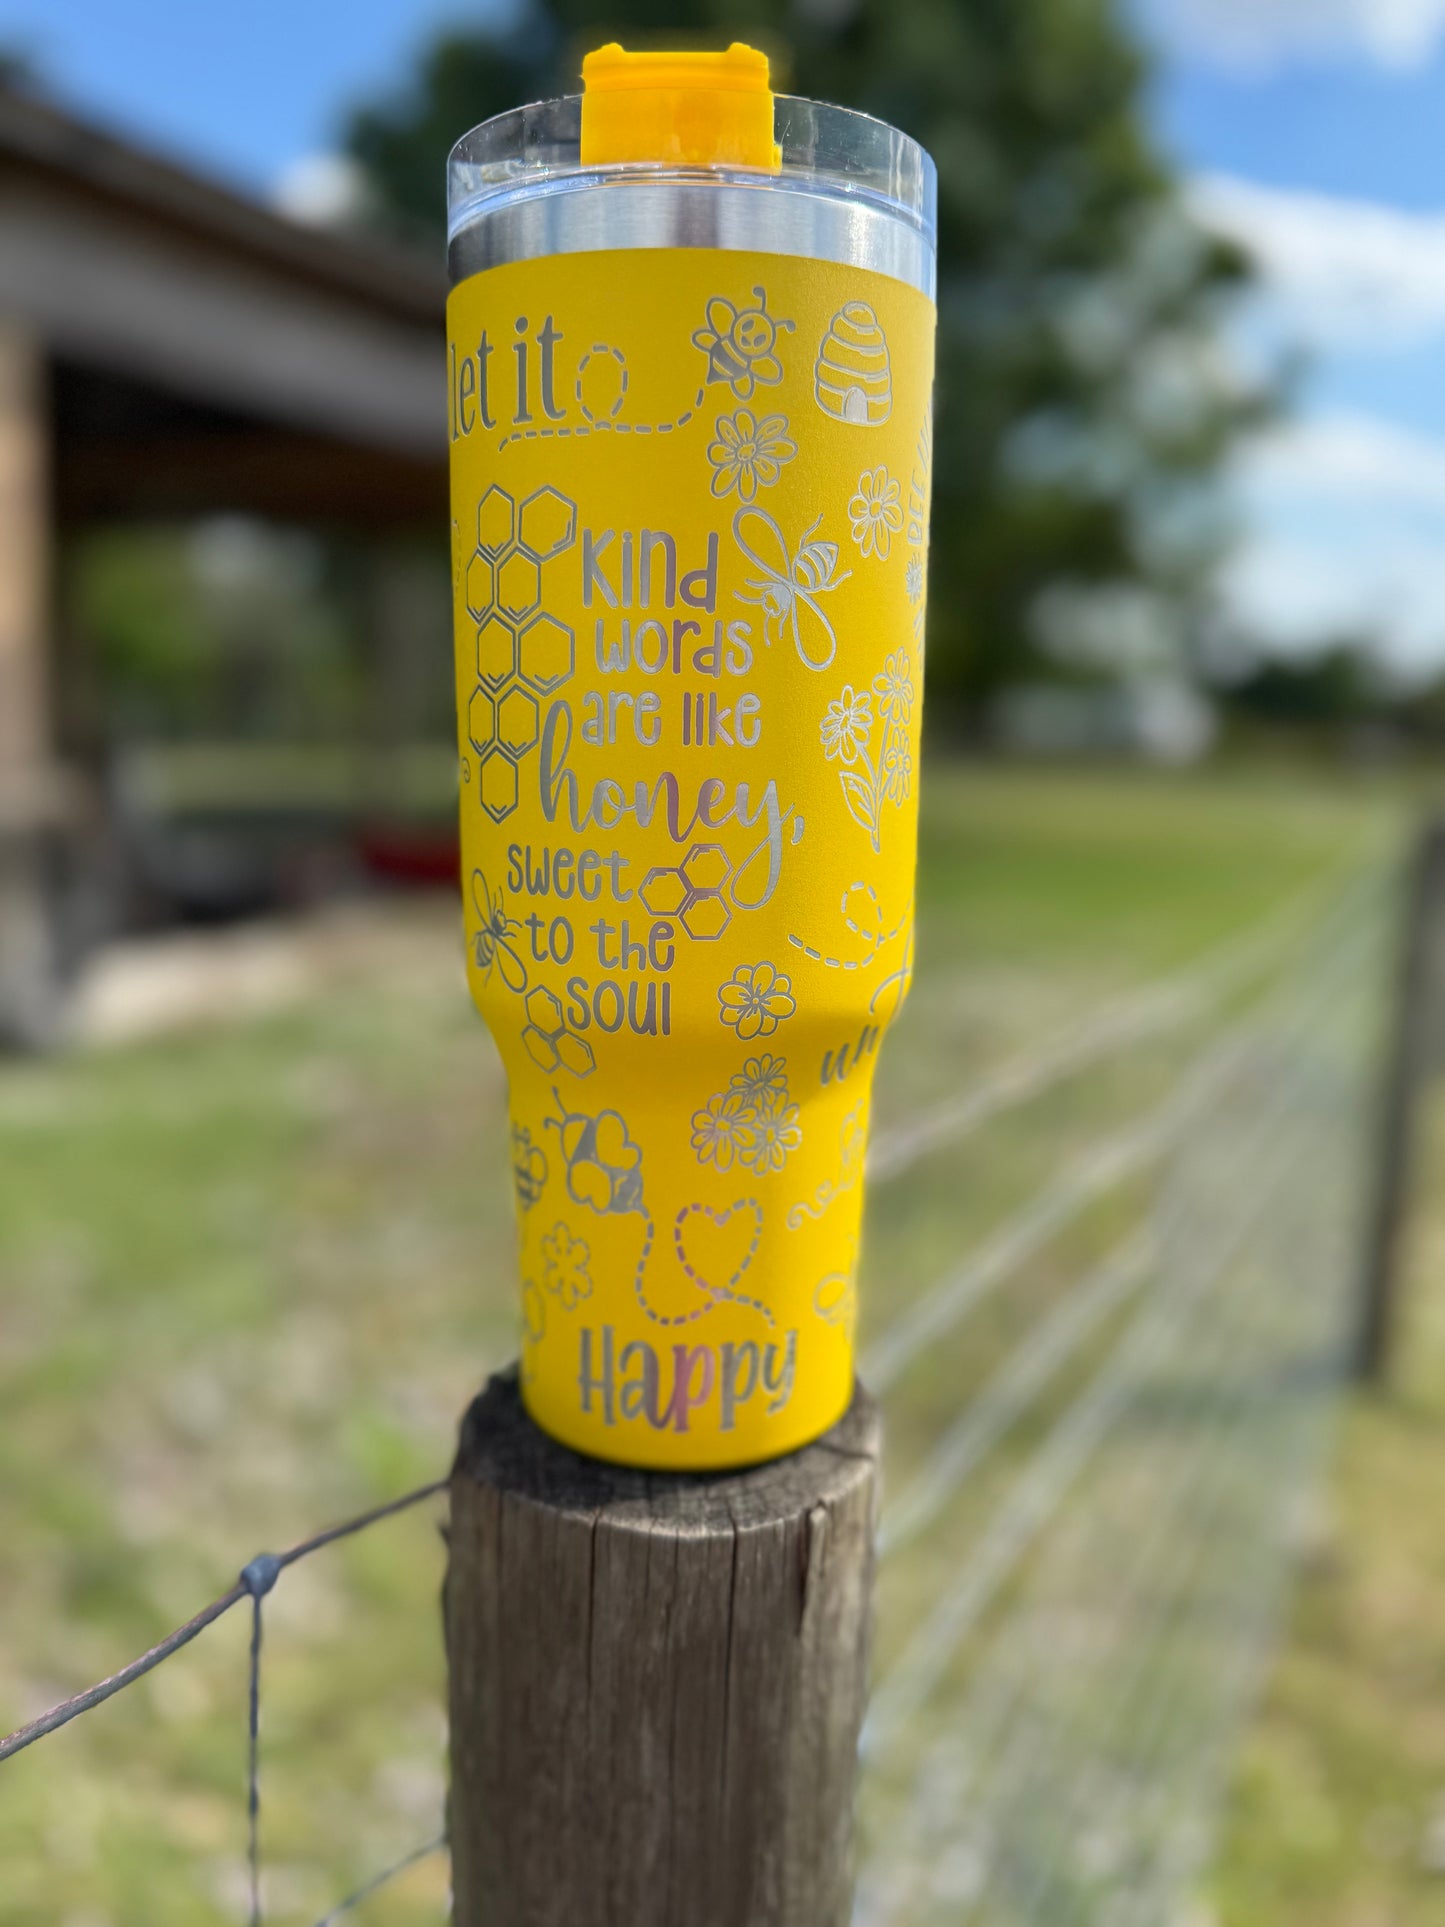 let it
Kind
words
are like
honey,
sweet
to the
soul
Happy